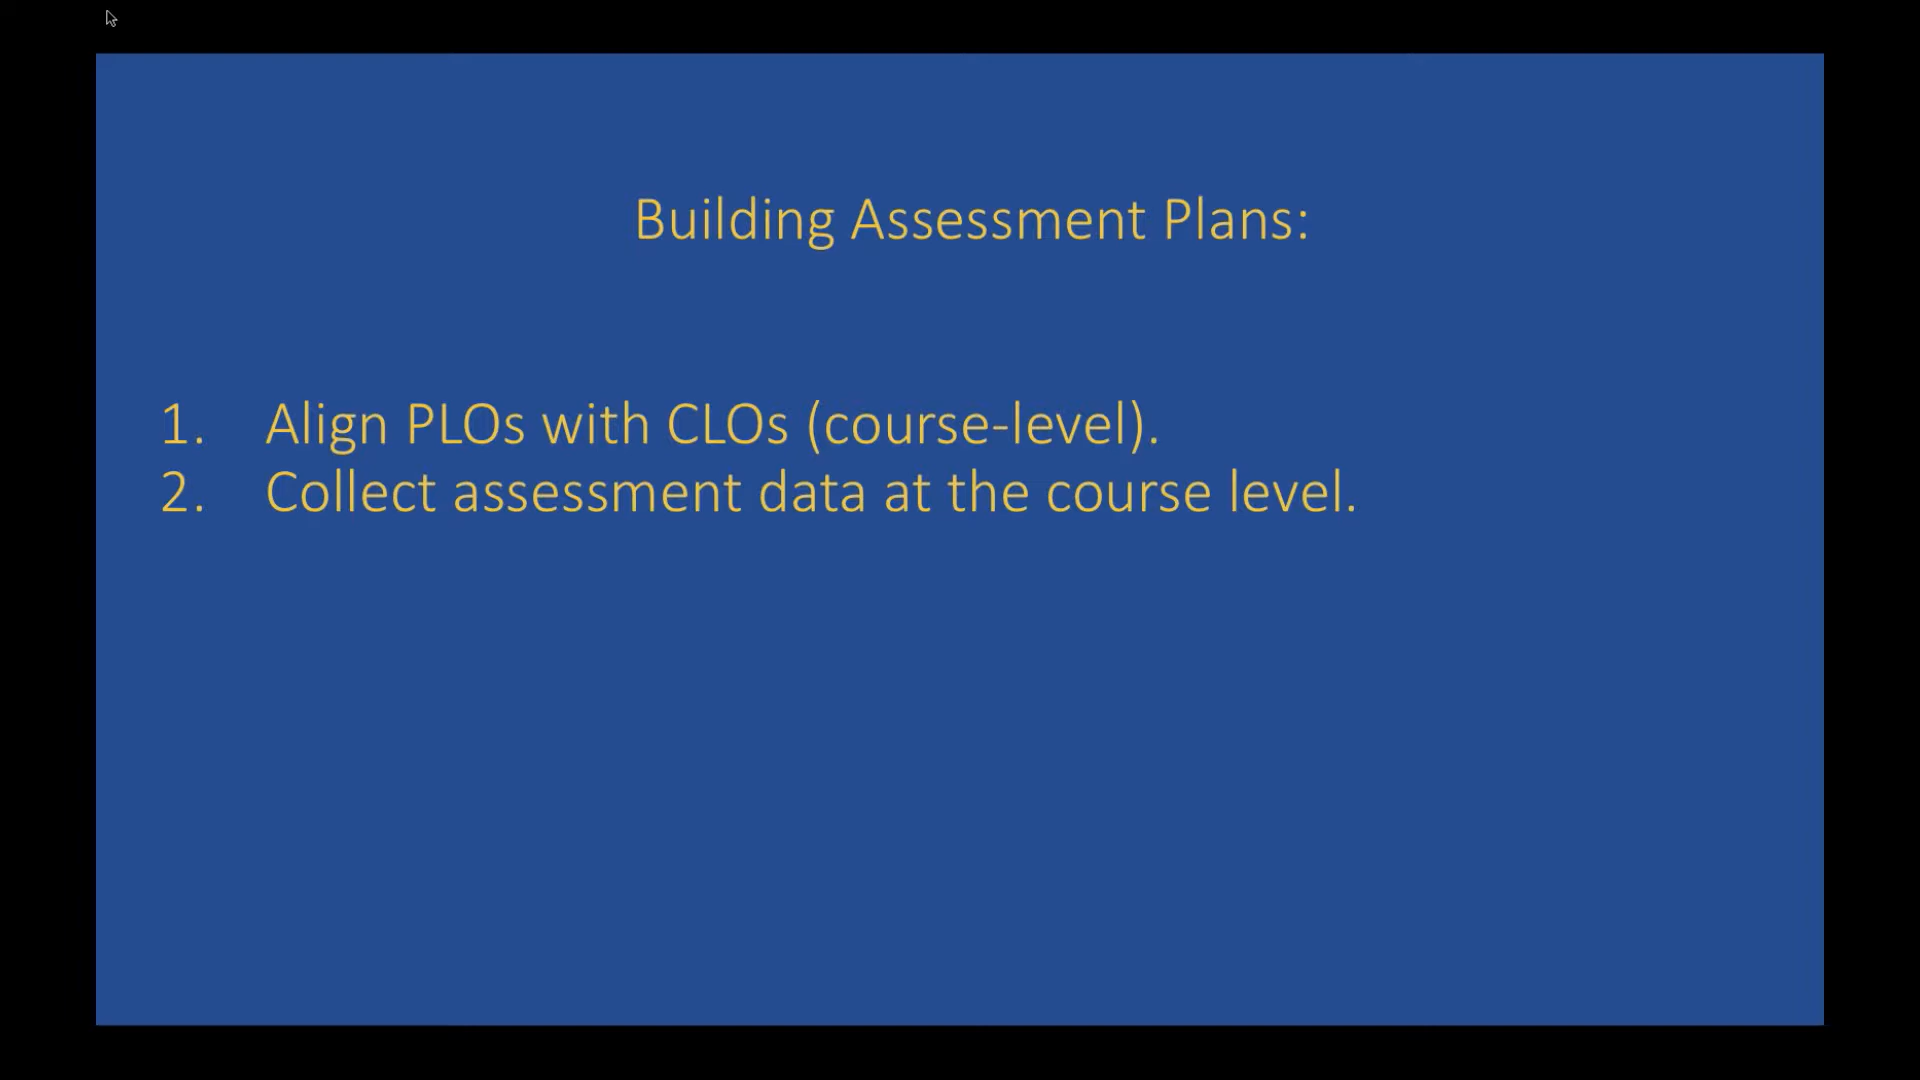 Building Assessment Plans:
1. Align PLOs with CLOs (course-level).
2. Collect assessment data at the course level.